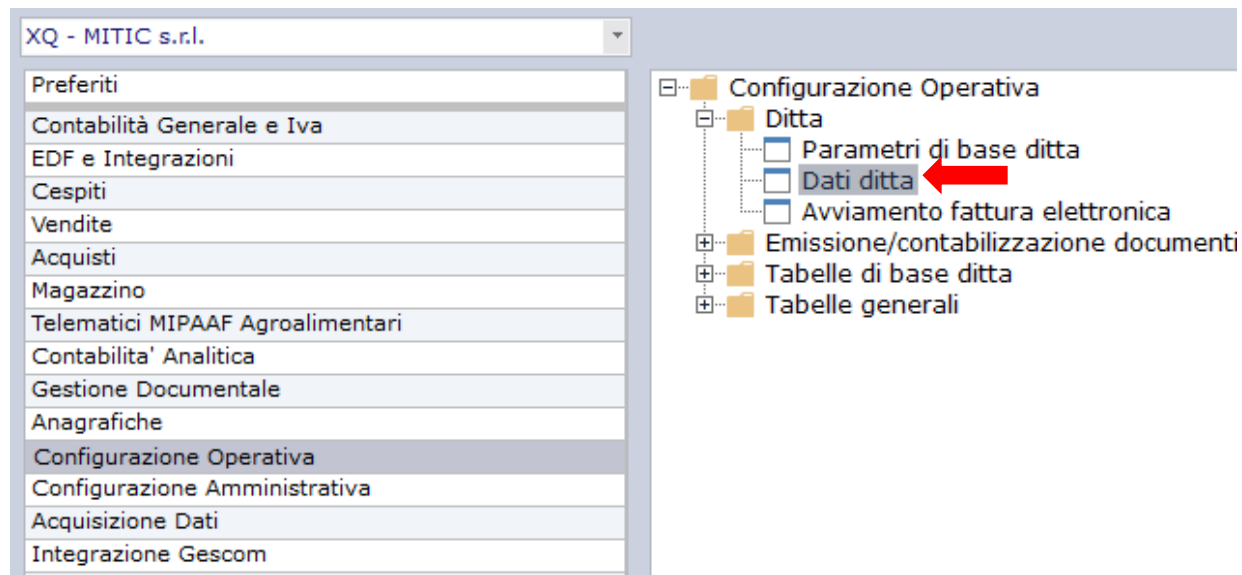 XQ - MITIC s.r.l.
Preferiti
Contabilità Generale e Iva
EDF e Integrazioni
Cespiti
Vendite
Acquisti
Magazzino
Telematici MIPAAF Agroalimentari
Contabilita' Analitica
Gestione Documentale
Anagrafiche
Configurazione Operativa
Configurazione Amministrativa
Acquisizione Dati
Integrazione Gescom
Configurazione Operativa
Ditta
Parametri di base ditta
Dati ditta
Avviamento fattura elettronica
Emissione/contabilizzazione documenti
Tabelle di base ditta
Tabelle generali